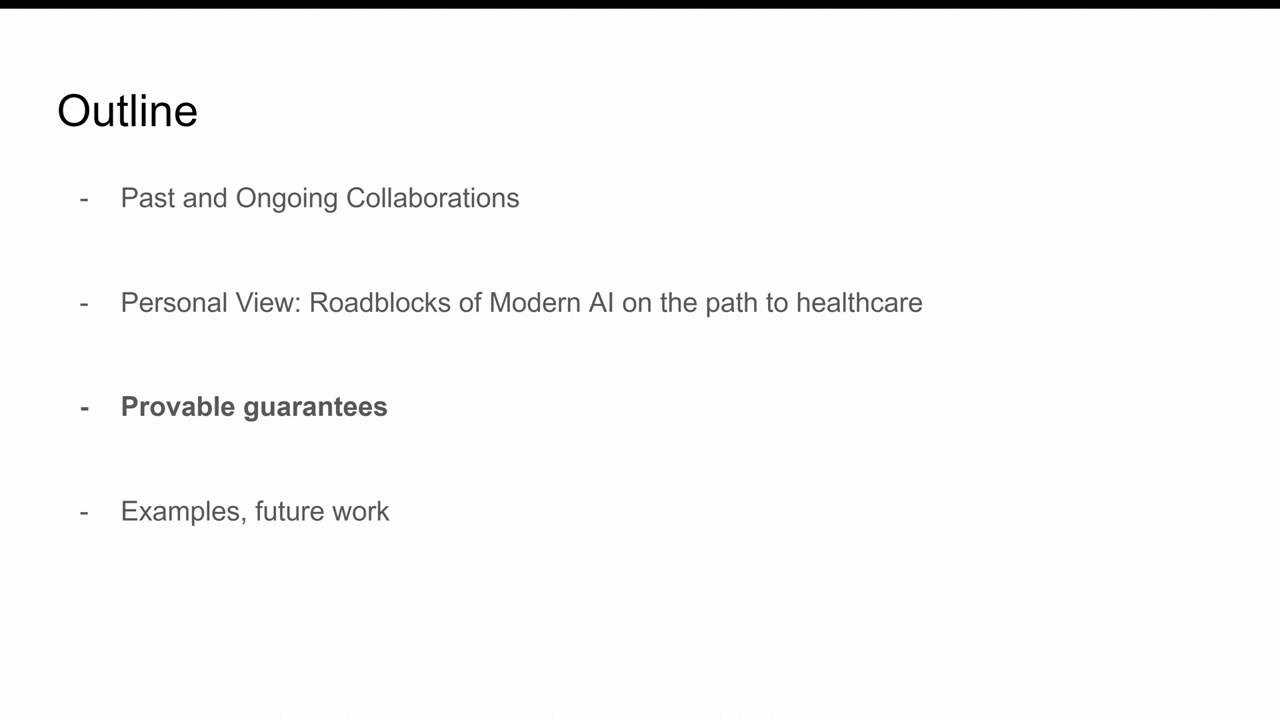 Outline
- Past and Ongoing Collaborations
- Personal View: Roadblocks of Modern AI on the path to healthcare
- Provable guarantees
- Examples, future work